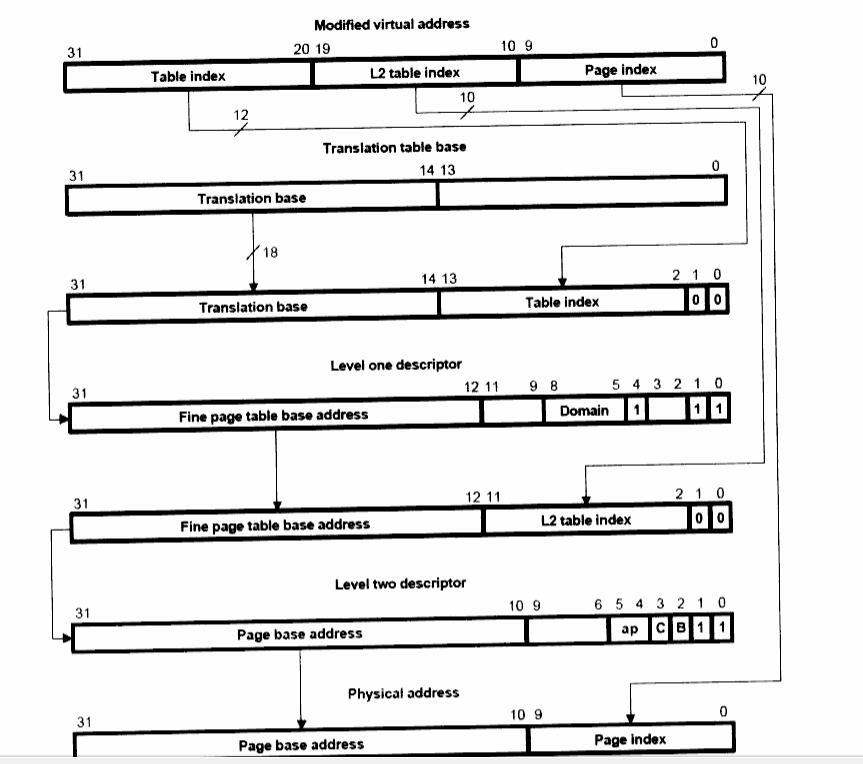 Modified virtual address
31 20 19 10 9 0
Table index L2 table index Page index
10
10
12
Translation table base
31 14 13 0
Translation base
18
31 14 13 2 1 0
Translation base Table index 0 0
Level one descriptor
31 12 11 9 8 5 4 3 2 1 0
Fine page table base address Domain 1 1 1
31 12 11 2 1 0
Fine page table base address L2 table index 0 0
Level two descriptor
31 10 9 6 5 4 3 2 1 0
Page base address ap C B 1 1
Physical address
31 10 9 0
Page base address Page index